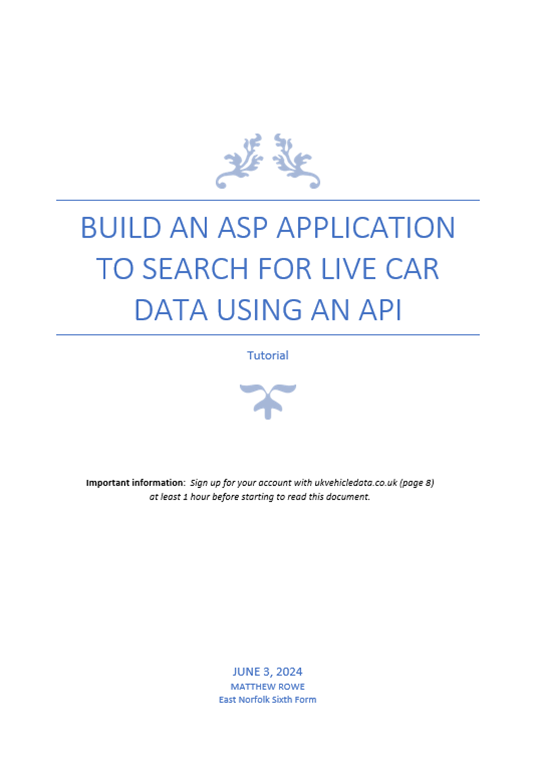 BUILD AN ASP APPLICATION
TO SEARCH FOR LIVE CAR
DATA USING AN API
Tutorial
Important information: Sign up for your account with ukvehicledata.co.uk (page 8)
at least 1 hour before starting to read this document.
JUNE 3, 2024
MATTHEW ROWE
East Norfolk Sixth Form